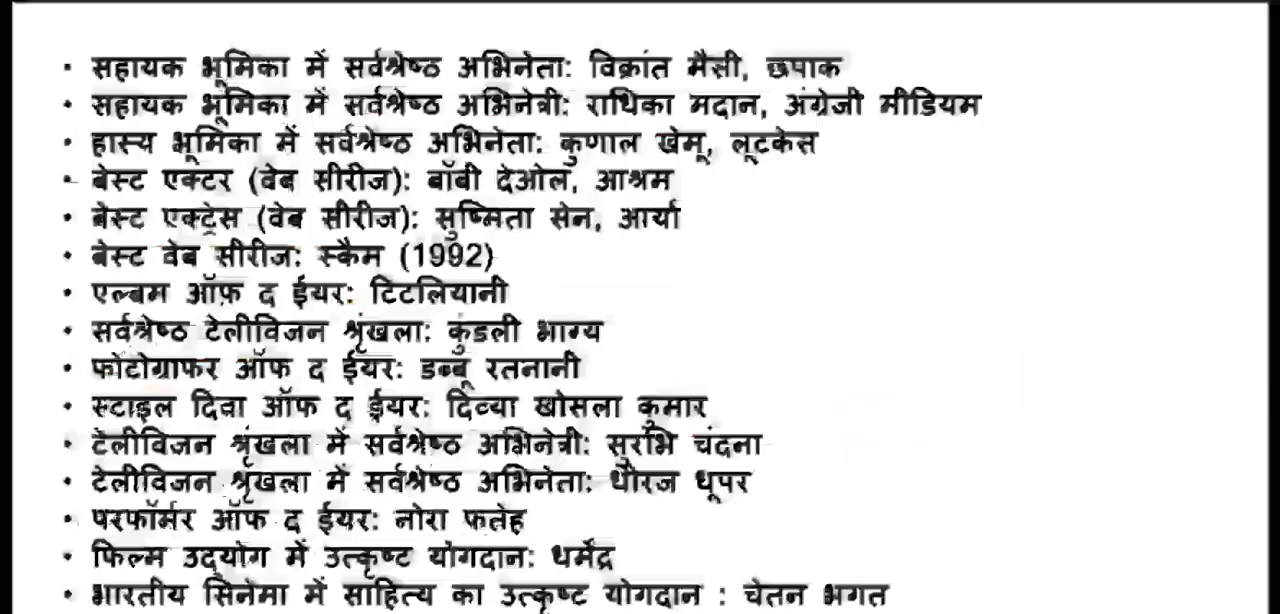 • सहायक भूमिका में सर्वश्रेष्ठ अभिनेता: विक्रांत मैसी, छपाक
• सहायक भूमिका में सर्वश्रेष्ठ अभिनेत्री: राधिका मदान, अंग्रेजी मीडियम
• हास्य भूमिका में सर्वश्रेष्ठ अभिनेता: कुणाल खेमू, लूटकेस
• बेस्ट एक्टर (वेब सीरीज): बॉबी देओल, आश्रम
• बेस्ट एक्ट्रेस (वेब सीरीज): सुष्मिता सेन, आर्या
• बेस्ट वेब सीरीज: स्कैम (1992)
• एल्बम ऑफ़ द ईयर: टिटलियानी
• सर्वश्रेष्ठ टेलीविजन श्रृंखला: कुंडली भाग्य
• फोटोग्राफर ऑफ द ईयर: डब्बू रतनानी
• स्टाइल दिवा ऑफ द ईयर: दिव्या खोसला कुमार
• टेलीविजन श्रृंखला में सर्वश्रेष्ठ अभिनेत्री: सुरभि चंदना
• टेलीविजन श्रृंखला में सर्वश्रेष्ठ अभिनेता: धीरज धूपर
• परफॉर्मर ऑफ द ईयर: नोरा फतेह
• फिल्म उद्योग में उत्कृष्ट योगदान: धर्मेंद्र
• भारतीय सिनेमा में साहित्य का उत्कृष्ट योगदान : चेतन भगत